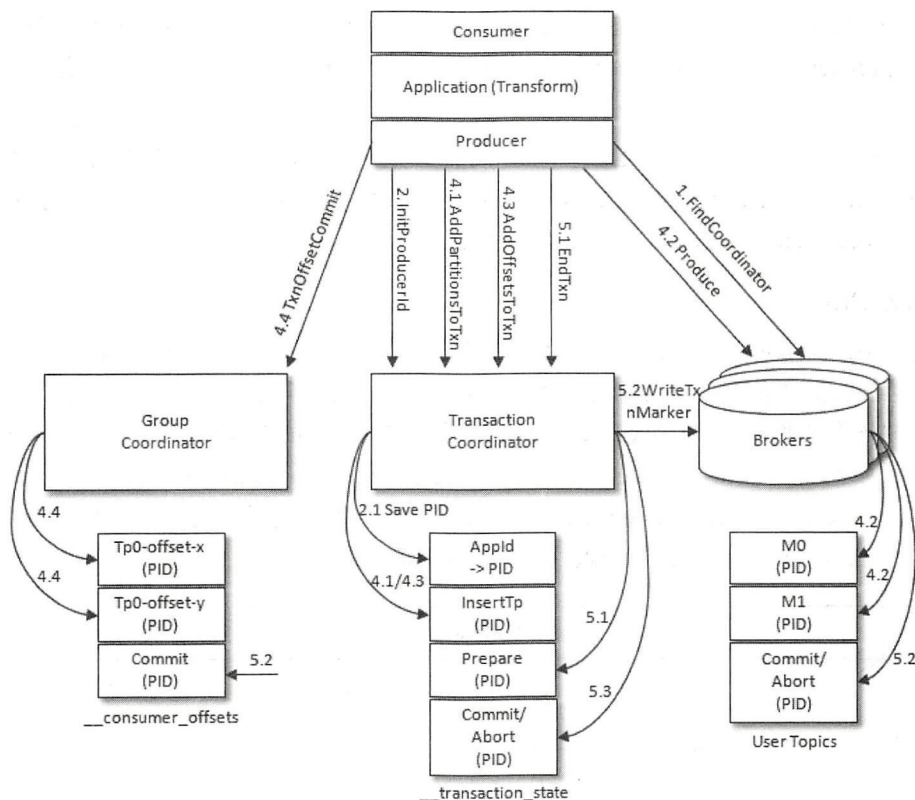 Consumer
Application (Transform)
Producer
4.4 TxnOffsetCommit
2. InitProducerId
4.1 AddPartitionsToTxn
4.3 AddOffsetsToTxn
5.1 EndTxn
4.2 Produce
1. FindCoordinator
Group
Coordinator
Transaction
Coordinator
5.2WriteTx
nMarker
Brokers
4.4
4.4
Tp0-offset-x
(PID)
Tp0-offset-y
(PID)
Commit
(PID)
5.2
__consumer_offsets
2.1 Save PID
4.1/4.3
AppId
-> PID
InsertTp
(PID)
Prepare
(PID)
Commit/
Abort
(PID)
5.1
5.3
__transaction_state
4.2
4.2
5.2
M0
(PID)
M1
(PID)
Commit/
Abort
(PID)
User Topics